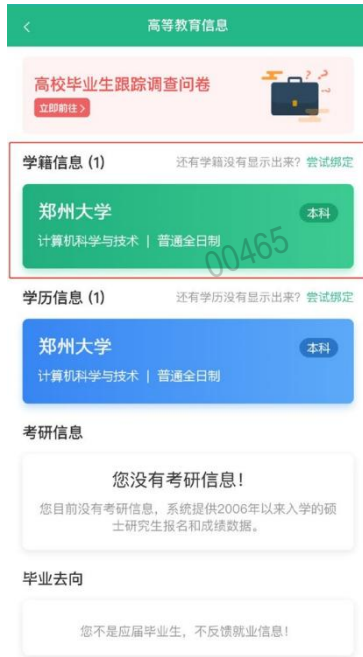 高等教育信息
高校毕业生跟踪调查问卷
立即前往>
学籍信息 (1) 还有学籍没有显示出来？尝试绑定
郑州大学 本科
计算机科学与技术 | 普通全日制
00465
学历信息 (1) 还有学历没有显示出来？尝试绑定
郑州大学 本科
计算机科学与技术 | 普通全日制
考研信息
您没有考研信息！
您目前没有考研信息，系统提供2006年以来入学的硕
士研究生报名和成绩数据。
毕业去向
您不是应届毕业生，不反馈就业信息！